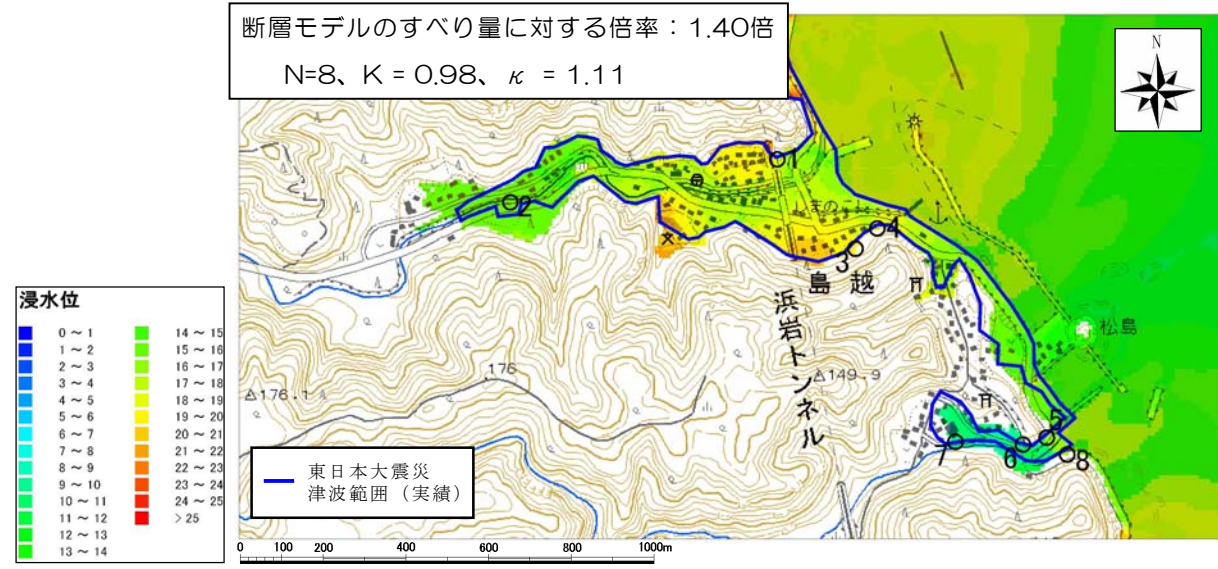 断層モデルのすべり量に対する倍率：1.40倍
N=8、K = 0.98、κ = 1.11
N
1
2
しまのこし
4
3
島 越
浜岩トンネル
松島
176
△176.1
△149.9
5
6
7
8
浸水位
0 ～ 1
1 ～ 2
2 ～ 3
3 ～ 4
4 ～ 5
5 ～ 6
6 ～ 7
7 ～ 8
8 ～ 9
9 ～ 10
10 ～ 11
11 ～ 12
12 ～ 13
13 ～ 14
14 ～ 15
15 ～ 16
16 ～ 17
17 ～ 18
18 ～ 19
19 ～ 20
20 ～ 21
21 ～ 22
22 ～ 23
23 ～ 24
24 ～ 25
＞25
東日本大震災
津波範囲（実績）
0 100 200 400 600 800 1000m